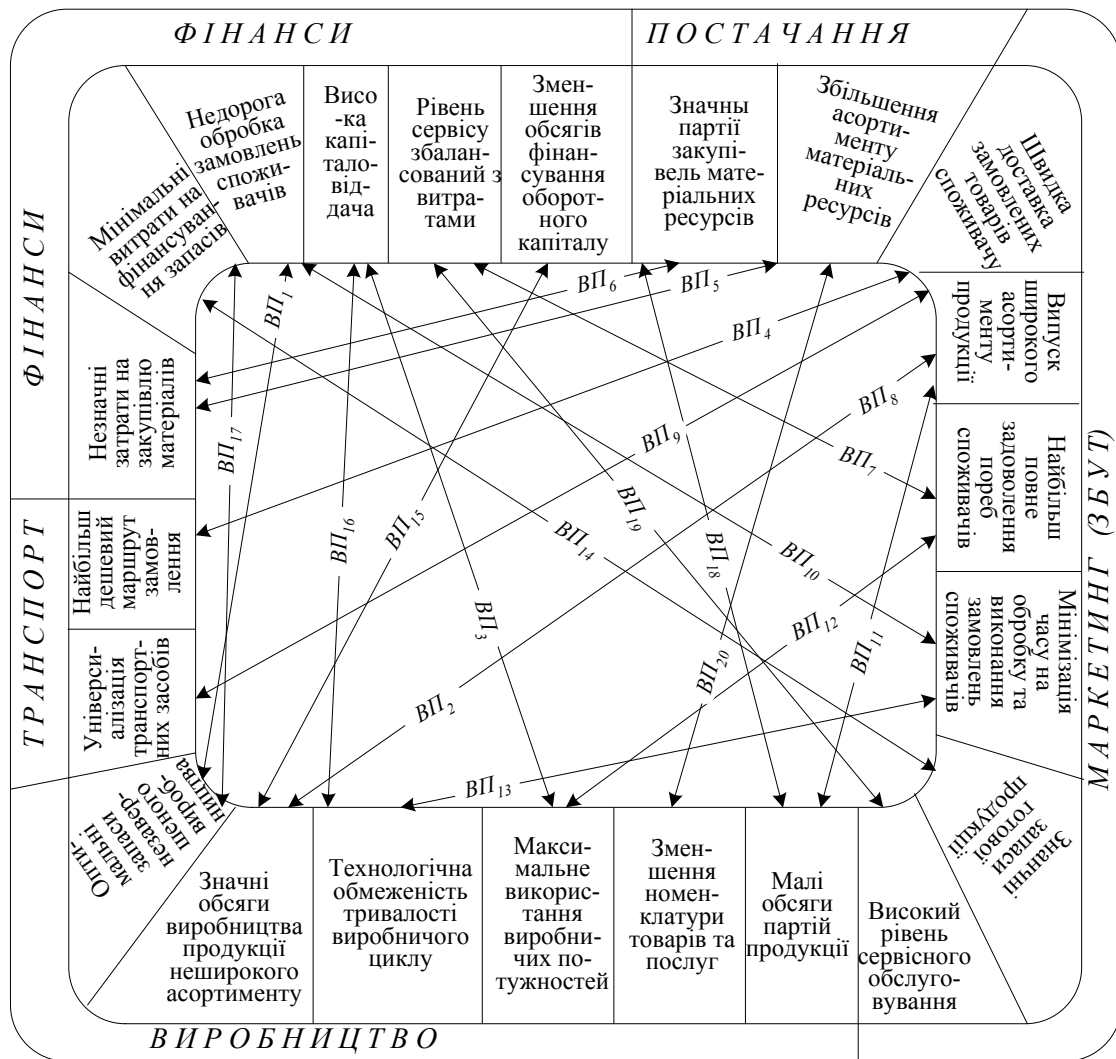 ФІНАНСИ
ПОСТАЧАННЯ
ФІНАНСИ
ТРАНСПОРТ
МАРКЕТИНГ (ЗБУТ)
ВИРОБНИЦТВО
Мінімальні
витрати на
фінансуван-
ня запасів
Недорога
обробка
замовлень
спожи-
вачів
Висо
-ка
капі-
тало-
від-
дача
Рівень
сервісу
збалан-
сований з
витра-
тами
Змен-
шення
обсягів
фінан-
сування
оборот-
ного
капіталу
Значны
партії
закупі-
вель мате-
ріальних
ресурсів
Збільшення
асорти-
менту
матеріаль-
них
ресурсів
Швидка
доставка
замовлених
товарів
споживачу
Випуск
широкого
асорти-
менту
продукції
Найбільш
повне
задоволення
пореб
споживачів
Мінімізація
часу на
обробку та
виконання
замовлень
споживачів
Значні
запаси
готової
продукції
Незначні
затрати на
закупівлю
матеріалів
Найбільш
дешевий
маршрут
замов-
лення
Універси-
алізація
транспорт-
них засобів
Опти-
мальні
запаси
незавер-
шеного
вироб-
ництва
Значні
обсяги
виробництва
продукції
неширокого
асортименту
Технологічна
обмеженість
тривалості
виробничого
циклу
Макси-
мальне
викорис-
тання
виробни-
чих по-
тужностей
Змен-
шення
номен-
клатури
товарів та
послуг
Малі
обсяги
партій
продукції
Високий
рівень
сервісного
обслуго-
вування
ВП1
ВП6
ВП5
ВП4
ВП8
ВП9
ВП7
ВП17
ВП16
ВП15
ВП19
ВП14
ВП18
ВП10
ВП3
ВП12
ВП11
ВП20
ВП2
ВП13